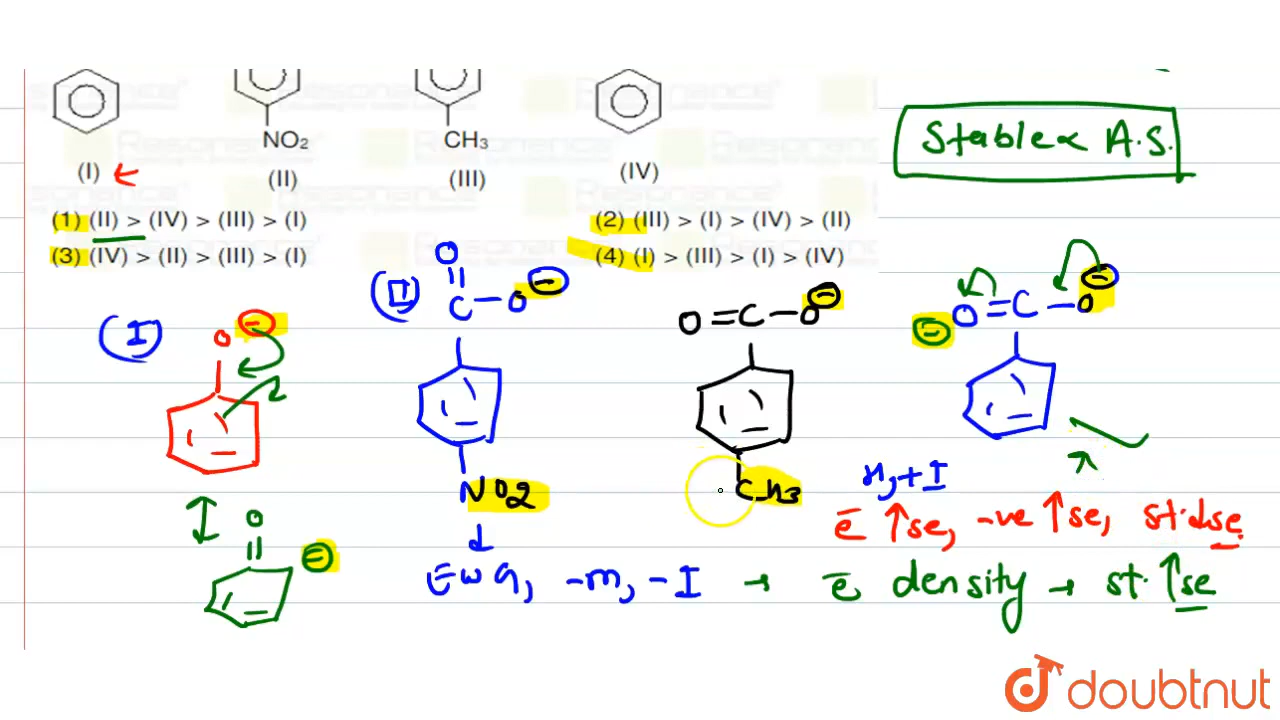 NO2
CH3
(I)
(II)
(III)
(IV)
Stable ∝ A.S.
(1) (II) > (IV) > (III) > (I)
(2) (III) > (I) > (IV) > (II)
(3) (IV) > (II) > (III) > (I)
(4) (I) > (III) > (I) > (IV)
(I)
O −
(II)
O
C – O −
O = C – O −
− O = C – O −
NO2
CH3
H, +I
ē ↑se, -ve ↑se, st. ↓se
O
−
↓
EWG, -m, -I → ē density → st. ↑se
doubtnut